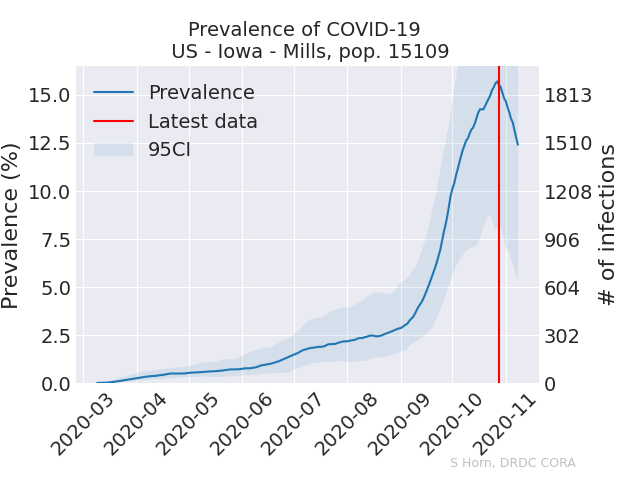 Prevalence of COVID-19
US - Iowa - Mills, pop. 15109
Prevalence
Latest data
95CI
Prevalence (%)
15.0
12.5
10.0
7.5
5.0
2.5
0.0
1813
1510
1208
906
604
302
0
# of infections
2020-03
2020-04
2020-05
2020-06
2020-07
2020-08
2020-09
2020-10
2020-11
S Horn, DRDC CORA